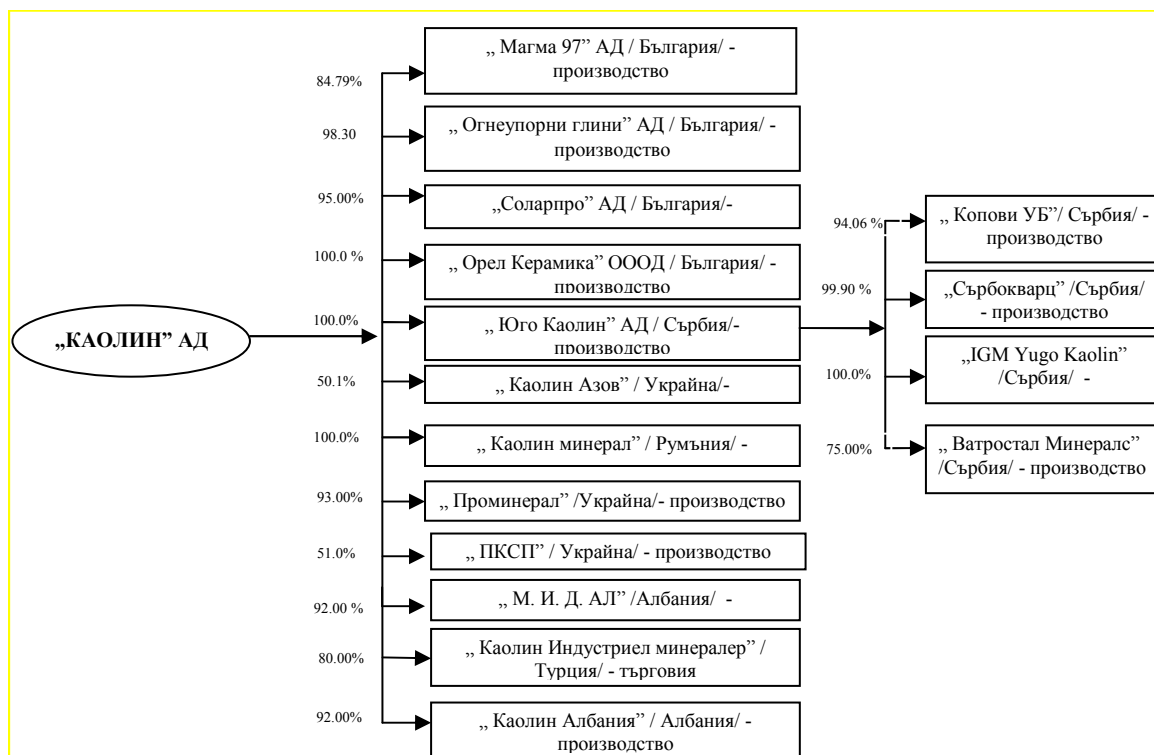 „КАОЛИН” АД
84.79%
„ Магма 97” АД / България/ -
производство
98.30
„ Огнеупорни глини” АД / България/ -
производство
95.00%
„Соларпро” АД / България/-
100.0 %
„ Орел Керамика” ОООД / България/ -
производство
100.0%
„ Юго Каолин” АД / Сърбия/-
производство
50.1%
„ Каолин Азов” / Украйна/-
100.0%
„ Каолин минерал” / Румъния/ -
93.00%
„ Проминерал” /Украйна/- производство
51.0%
„ ПКСП” / Украйна/ - производство
92.00 %
„ М. И. Д. АЛ” /Албания/ -
80.00%
„ Каолин Индустриел минералер” /
Турция/ - търговия
92.00%
„ Каолин Албания” / Албания/ -
производство
94.06 %
„ Копови УБ”/ Сърбия/ -
производство
99.90 %
„Сърбокварц” /Сърбия/
- производство
100.0%
„IGM Yugo Kaolin”
/Сърбия/ -
75.00%
„ Ватростал Минералс”
/Сърбия/ - производство